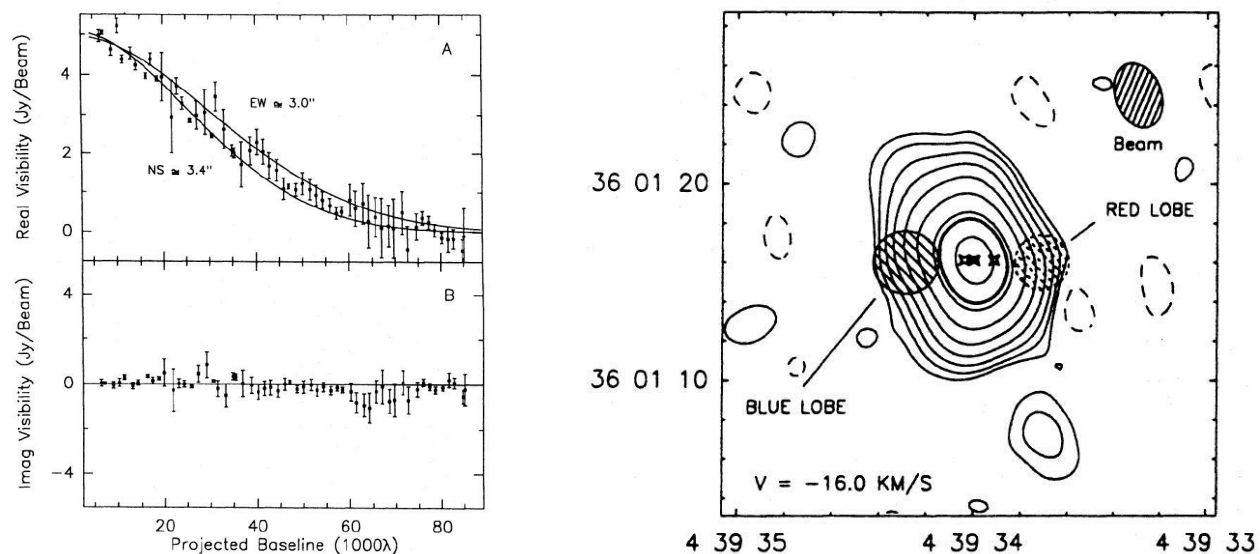 A
4
2
0
Real Visibility (Jy/Beam)
EW ≅ 3.0"
NS ≅ 3.4"
B
4
0
−4
Imag Visibility (Jy/Beam)
20 40 60 80
Projected Baseline (1000λ)
36 01 20
36 01 10
Beam
RED LOBE
BLUE LOBE
V = −16.0 KM/S
4 39 35 4 39 34 4 39 33